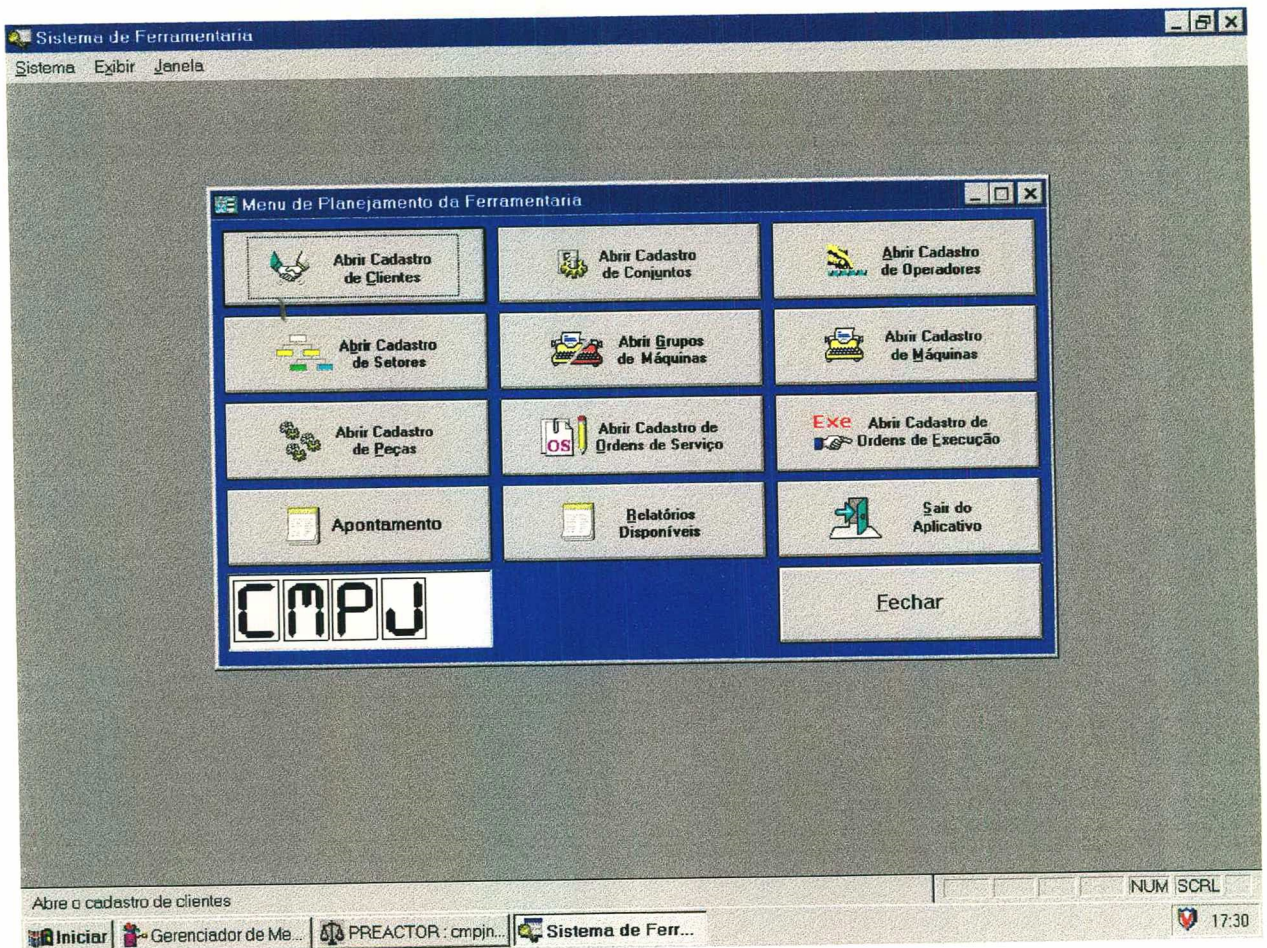 Sistema de Ferramentaria
Sistema Exibir Janela
Menu de Planejamento da Ferramentaria
Abrir Cadastro
de Clientes
Abrir Cadastro
de Conjuntos
Abrir Cadastro
de Operadores
Abrir Cadastro
de Setores
Abrir Grupos
de Máquinas
Abrir Cadastro
de Máquinas
Abrir Cadastro
de Peças
OS
Abrir Cadastro de
Ordens de Serviço
Exe
Abrir Cadastro de
Ordens de Execução
Apontamento
Relatórios
Disponíveis
Sair do
Aplicativo
CMPJ
Fechar
Abre o cadastro de clientes
NUM SCRL
Iniciar Gerenciador de Me... PREACTOR : cmpjn... Sistema de Ferr... 17:30